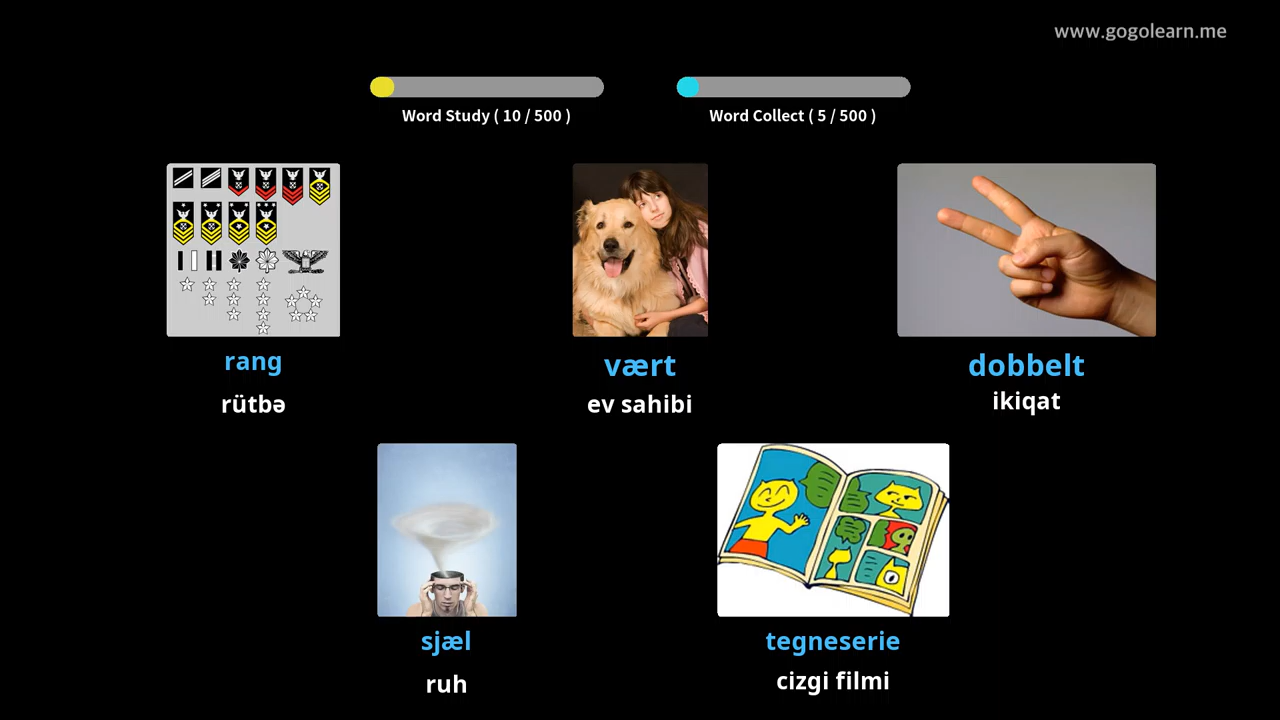 www.gogolearn.me
Word Study ( 10 / 500 )
Word Collect ( 5 / 500 )
rang
vært
dobbelt
rütbə
ev sahibi
ikiqat
sjæl
tegneserie
ruh
cizgi filmi